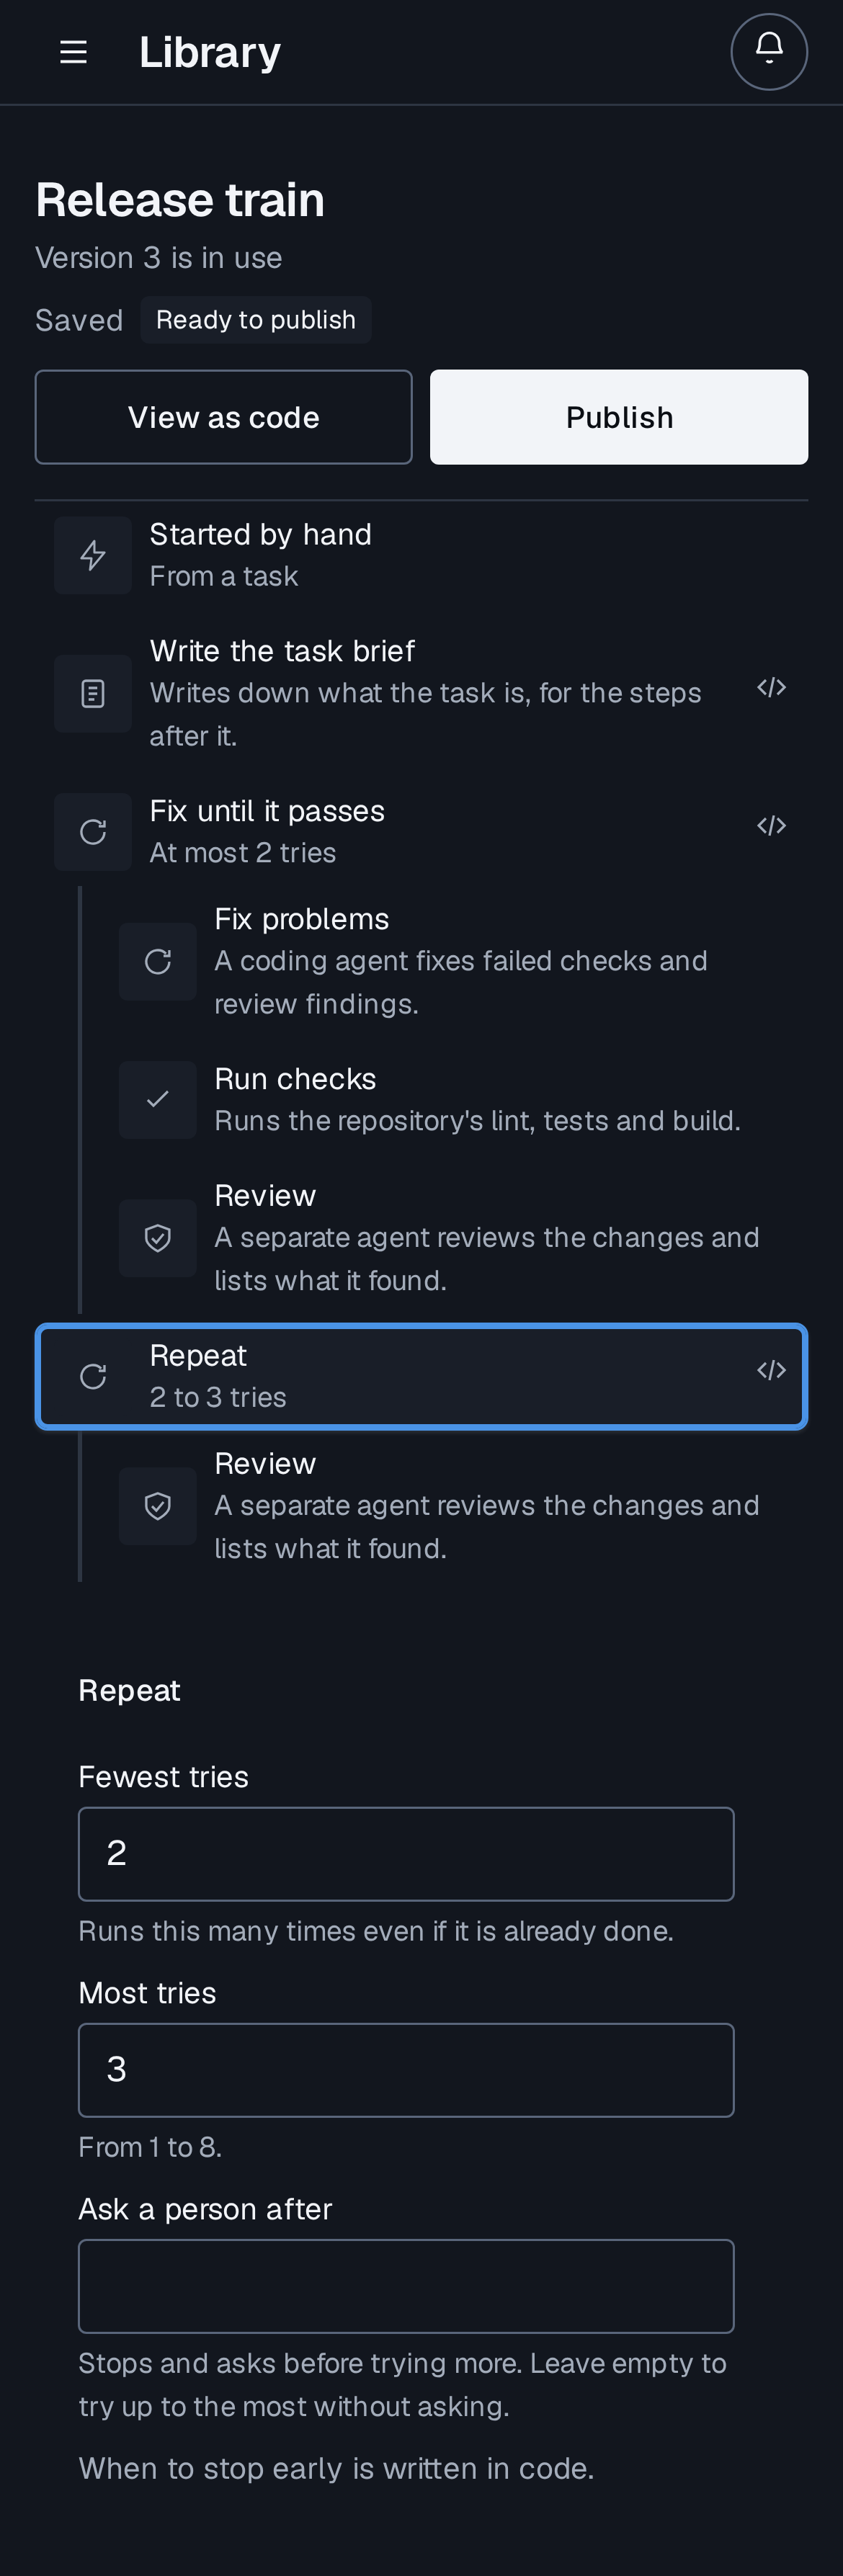 Library
Release train
Version 3 is in use
Saved
Ready to publish
View as code
Publish
Started by hand
From a task
Write the task brief
Writes down what the task is, for the steps
after it.
Fix until it passes
At most 2 tries
Fix problems
A coding agent fixes failed checks and
review findings.
Run checks
Runs the repository's lint, tests and build.
Review
A separate agent reviews the changes and
lists what it found.
Repeat
2 to 3 tries
Review
A separate agent reviews the changes and
lists what it found.
Repeat
Fewest tries
2
Runs this many times even if it is already done.
Most tries
3
From 1 to 8.
Ask a person after
Stops and asks before trying more. Leave empty to
try up to the most without asking.
When to stop early is written in code.